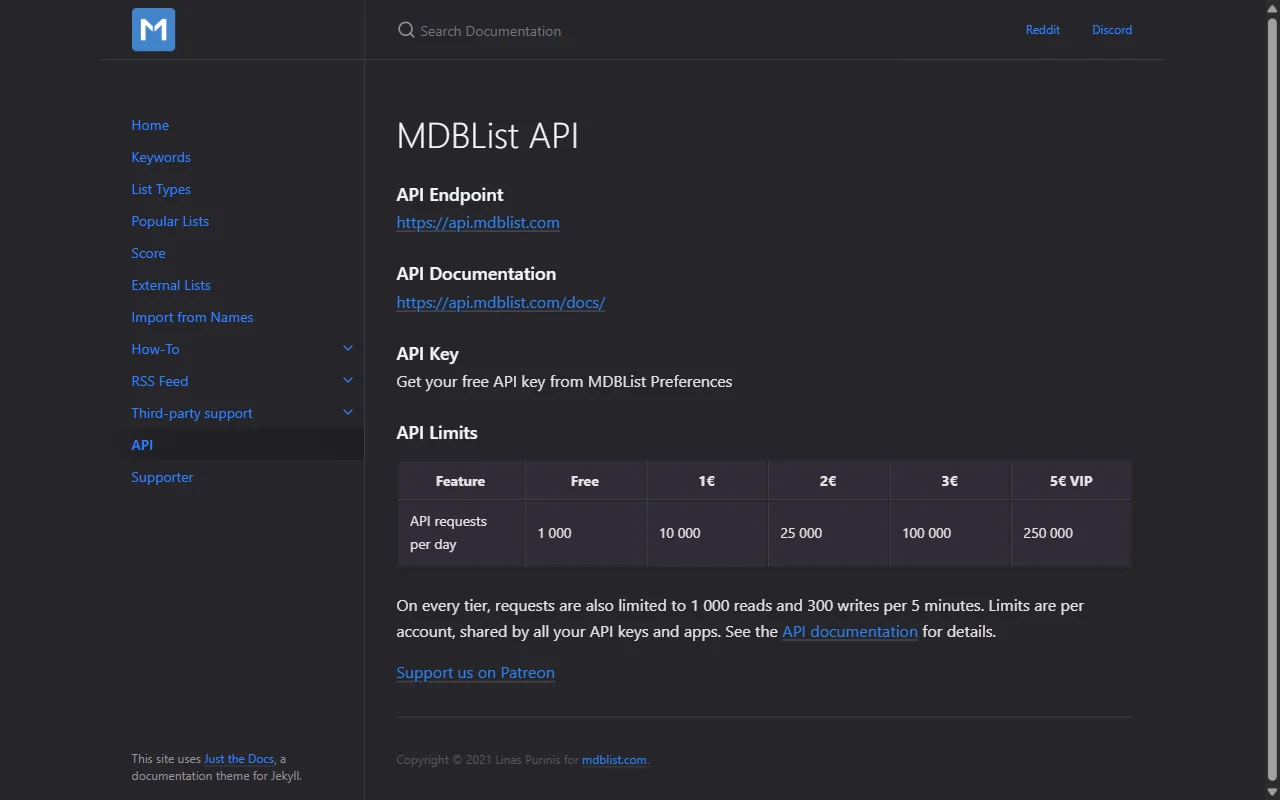 M
Search Documentation
Reddit
Discord
Home
Keywords
List Types
Popular Lists
Score
External Lists
Import from Names
How-To
RSS Feed
Third-party support
API
Supporter
This site uses Just the Docs, a
documentation theme for Jekyll.
MDBList API
API Endpoint
https://api.mdblist.com
API Documentation
https://api.mdblist.com/docs/
API Key
Get your free API key from MDBList Preferences
API Limits
Feature Free 1€ 2€ 3€ 5€ VIP
API requests
per day
1 000 10 000 25 000 100 000 250 000
On every tier, requests are also limited to 1 000 reads and 300 writes per 5 minutes. Limits are per
account, shared by all your API keys and apps. See the API documentation for details.
Support us on Patreon
Copyright © 2021 Linas Purinis for mdblist.com.